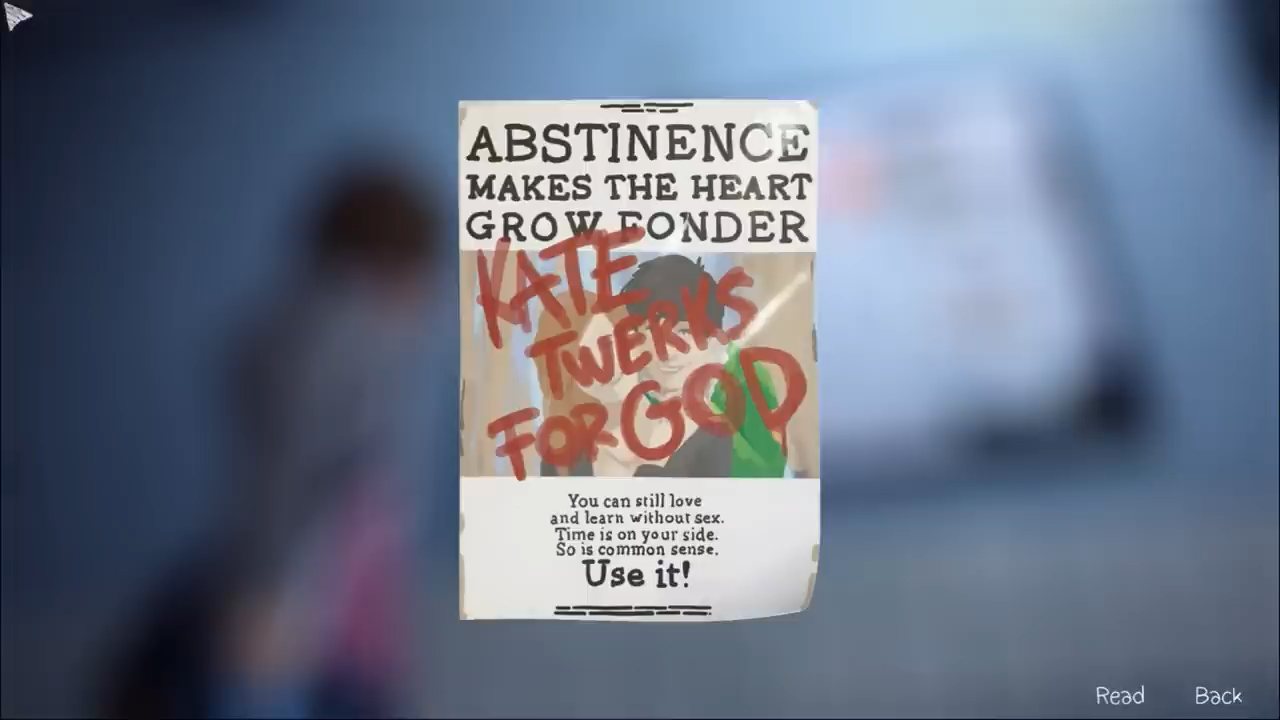 ABSTINENCE
MAKES THE HEART
GROW FONDER
KATE
TWERKS
FOR GOD
You can still love
and learn without sex.
Time is on your side.
So is common sense.
Use it!
Read Back